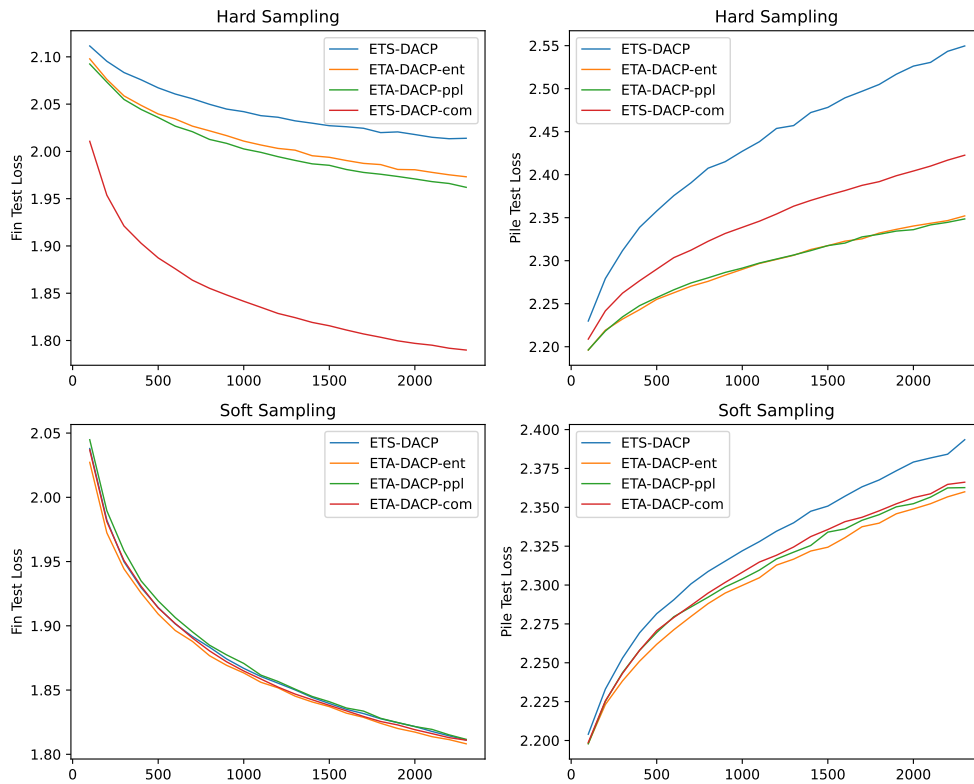 Hard Sampling
Fin Test Loss
2.10
2.05
2.00
1.95
1.90
1.85
1.80
0 500 1000 1500 2000
ETS-DACP
ETA-DACP-ent
ETA-DACP-ppl
ETS-DACP-com
Hard Sampling
Pile Test Loss
2.55
2.50
2.45
2.40
2.35
2.30
2.25
2.20
0 500 1000 1500 2000
ETS-DACP
ETA-DACP-ent
ETA-DACP-ppl
ETS-DACP-com
Soft Sampling
Fin Test Loss
2.05
2.00
1.95
1.90
1.85
1.80
0 500 1000 1500 2000
ETS-DACP
ETA-DACP-ent
ETA-DACP-ppl
ETA-DACP-com
Soft Sampling
Pile Test Loss
2.400
2.375
2.350
2.325
2.300
2.275
2.250
2.225
2.200
0 500 1000 1500 2000
ETS-DACP
ETA-DACP-ent
ETA-DACP-ppl
ETA-DACP-com